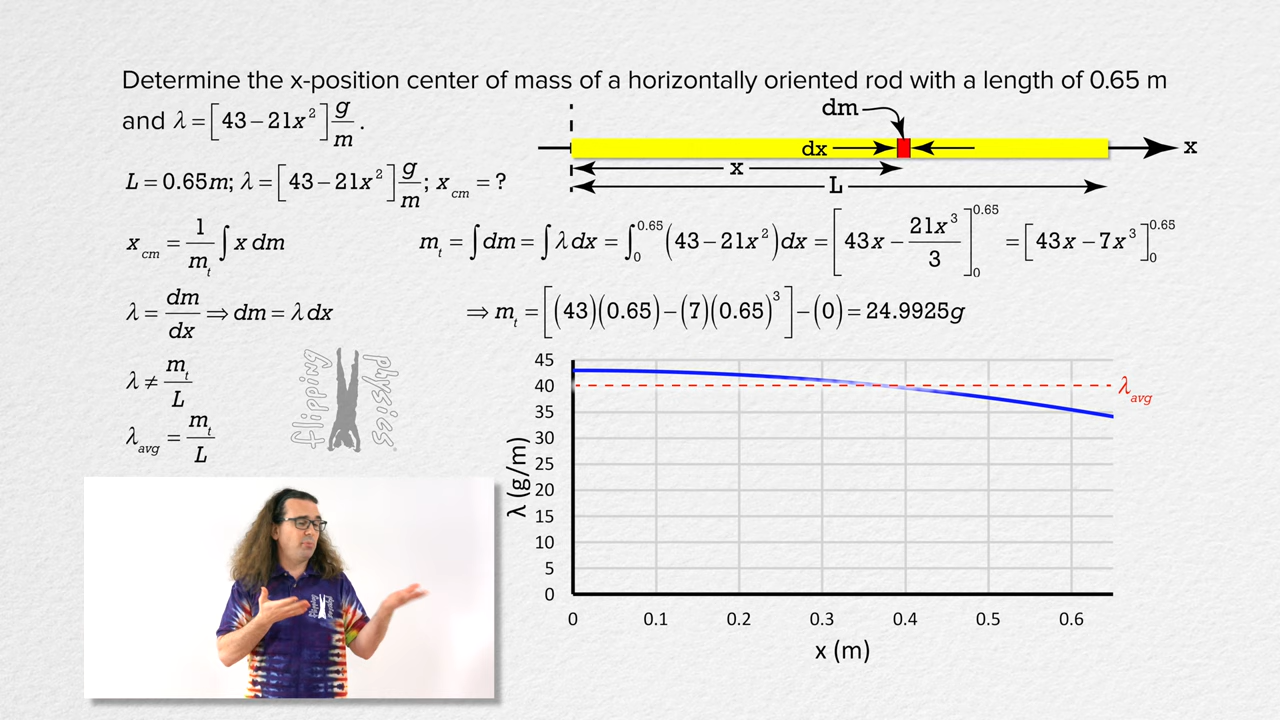 Determine the x-position center of mass of a horizontally oriented rod with a length of 0.65 m
and λ = [43 − 21x²] g/m .
dm
dx
x
x
L
L = 0.65m; λ = [43 − 21x²] g/m; x_cm = ?
x_cm = 1/m_t ∫ x dm
m_t = ∫ dm = ∫ λ dx = ∫₀^0.65 (43 − 21x²)dx = [43x − 21x³/3]₀^0.65 = [43x − 7x³]₀^0.65
λ = dm/dx ⇒ dm = λ dx
⇒ m_t = [(43)(0.65) − (7)(0.65)³] − (0) = 24.9925g
λ ≠ m_t/L
λ_avg = m_t/L
flipping
physics
45
40
35
30
25
20
15
10
5
0
λ (g/m)
λ_avg
0 0.1 0.2 0.3 0.4 0.5 0.6
x (m)
flipping
physics